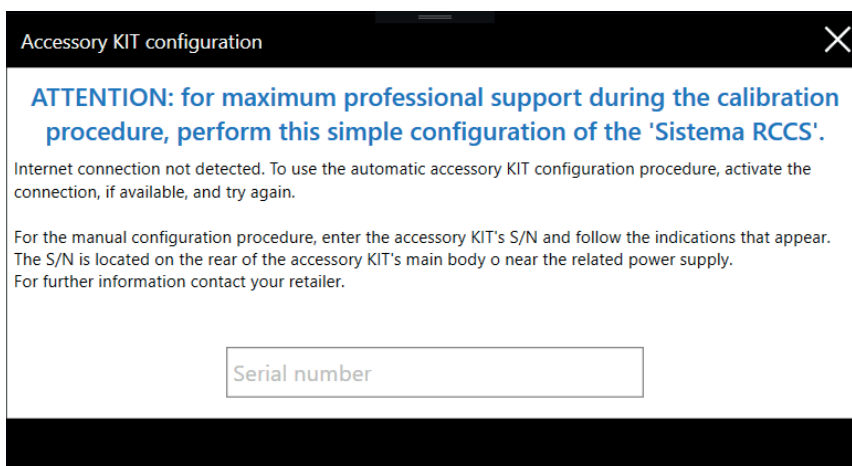 Accessory KIT configuration
ATTENTION: for maximum professional support during the calibration
procedure, perform this simple configuration of the 'Sistema RCCS'.
Internet connection not detected. To use the automatic accessory KIT configuration procedure, activate the
connection, if available, and try again.
For the manual configuration procedure, enter the accessory KIT's S/N and follow the indications that appear.
The S/N is located on the rear of the accessory KIT's main body o near the related power supply.
For further information contact your retailer.
Serial number